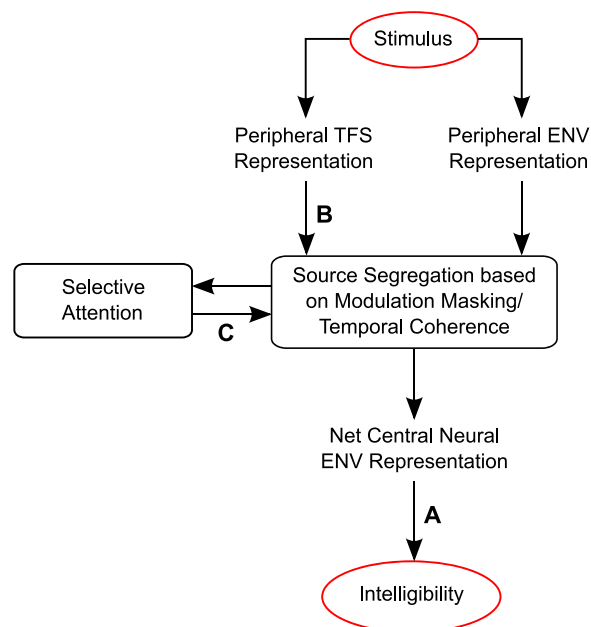 Stimulus
Peripheral TFS
Representation
Peripheral ENV
Representation
B
Selective
Attention
C
Source Segregation based
on Modulation Masking/
Temporal Coherence
Net Central Neural
ENV Representation
A
Intelligibility